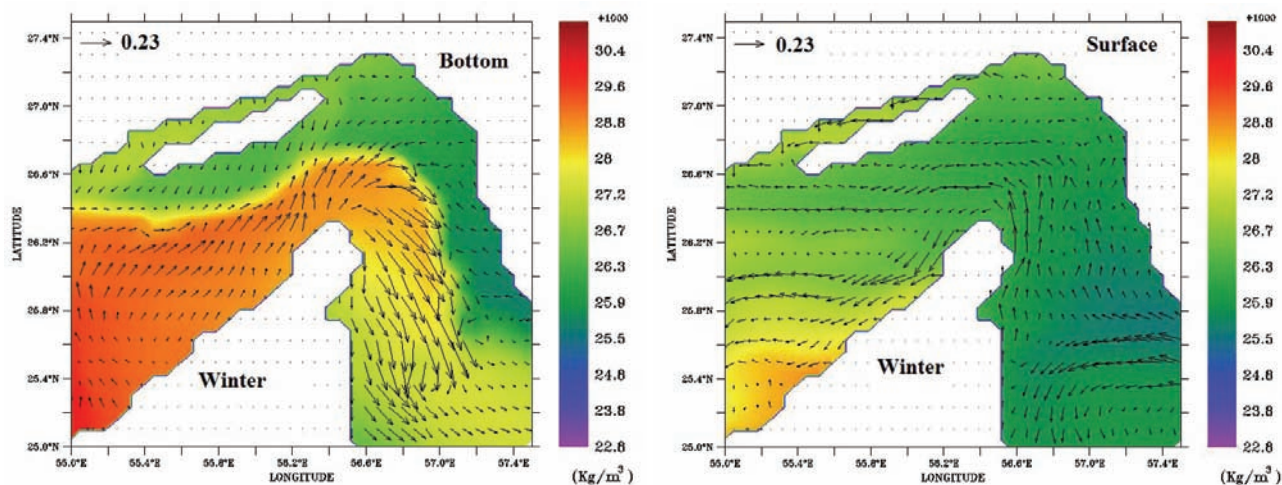 0.23
Bottom
Winter
27.4°N
27.0°N
26.6°N
26.2°N
25.8°N
25.4°N
25.0°N
LATITUDE
55.0°E 55.4°E 55.8°E 56.2°E 56.6°E 57.0°E 57.4°E
LONGITUDE
+1000
30.4
29.6
28.8
28
27.2
26.3
25.9
25.5
24.8
23.8
22.8
(Kg/m³)
0.23
Surface
Winter
27.4°N
27.0°N
26.6°N
26.2°N
25.8°N
25.4°N
25.0°N
LATITUDE
55.0°E 55.4°E 55.8°E 56.2°E 56.6°E 57.0°E 57.4°E
LONGITUDE
+1000
30.4
29.6
28.8
28
27.2
26.3
25.9
25.5
24.8
23.8
22.8
(Kg/m³)